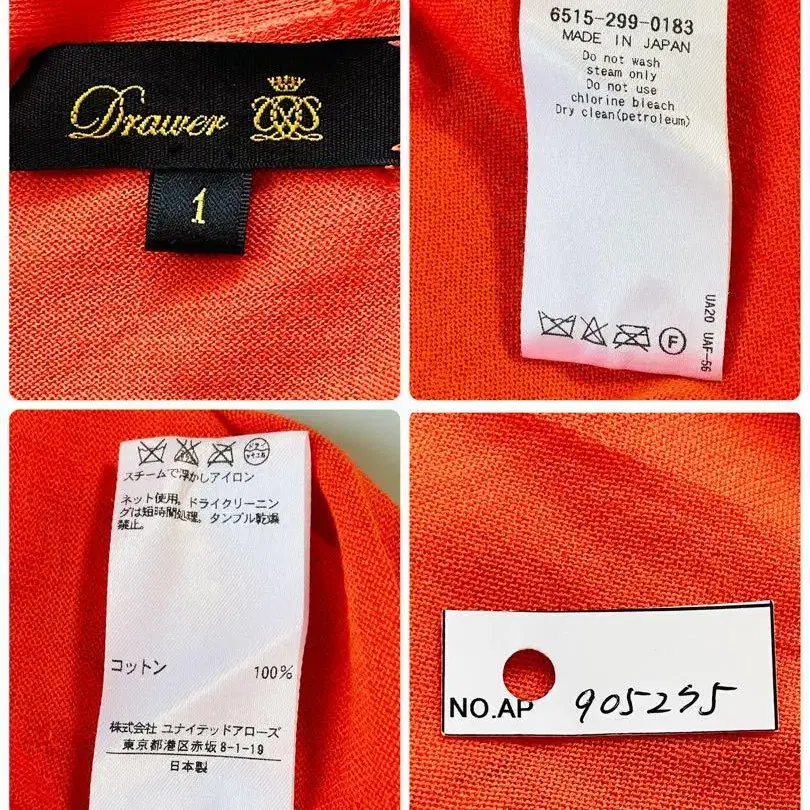 Drawer
1
6515-299-0183
MADE IN JAPAN
Do not wash
steam only
Do not use
chlorine bleach
Dry clean(petroleum)
F
UA20 UAF-56
スチームで浮かしアイロン
ネット使用。ドライクリーニン
グは短時間処理。タンブル乾燥
禁止。
コットン 100%
株式会社 ユナイテッドアローズ
東京都港区赤坂8-1-19
日本製
NO.AP 905295